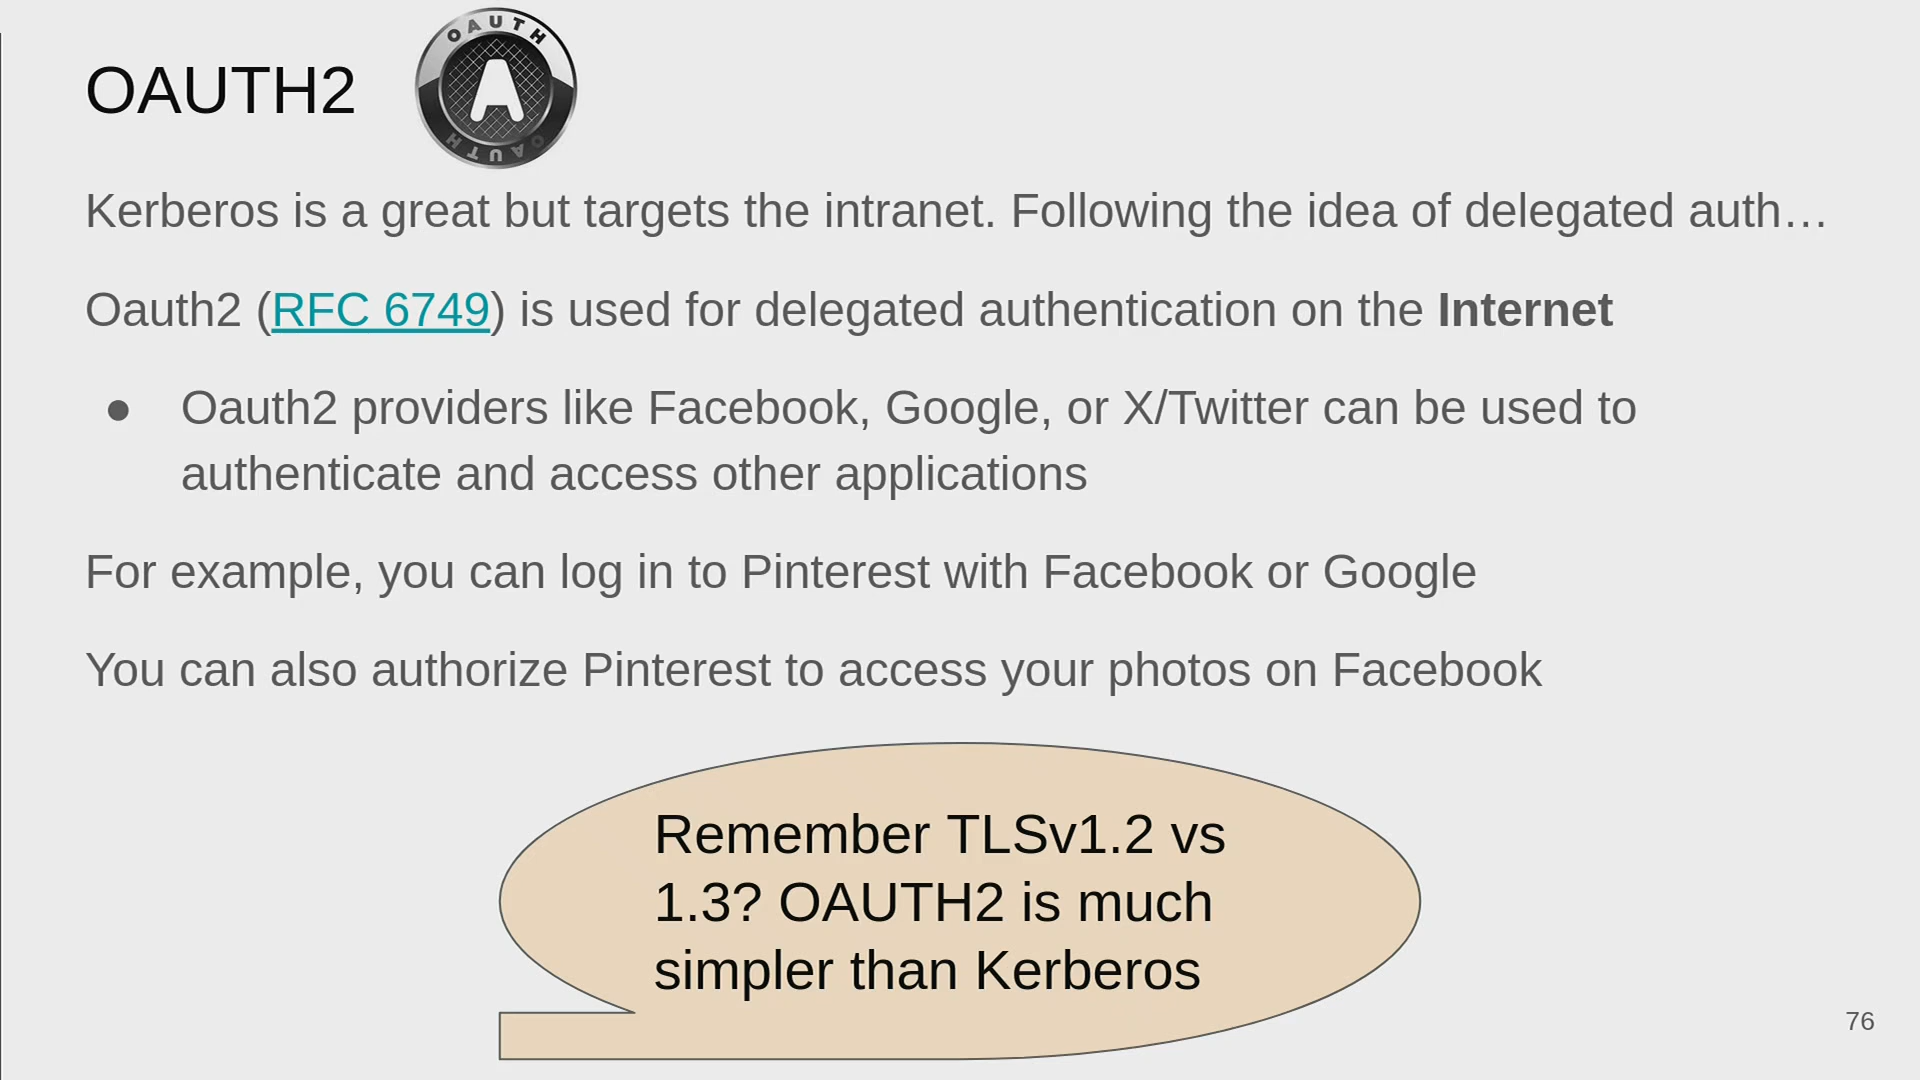 OAUTH2
OAUTH
OAUTH
Kerberos is a great but targets the intranet. Following the idea of delegated auth…
Oauth2 (RFC 6749) is used for delegated authentication on the Internet
● Oauth2 providers like Facebook, Google, or X/Twitter can be used to
authenticate and access other applications
For example, you can log in to Pinterest with Facebook or Google
You can also authorize Pinterest to access your photos on Facebook
Remember TLSv1.2 vs
1.3? OAUTH2 is much
simpler than Kerberos
76